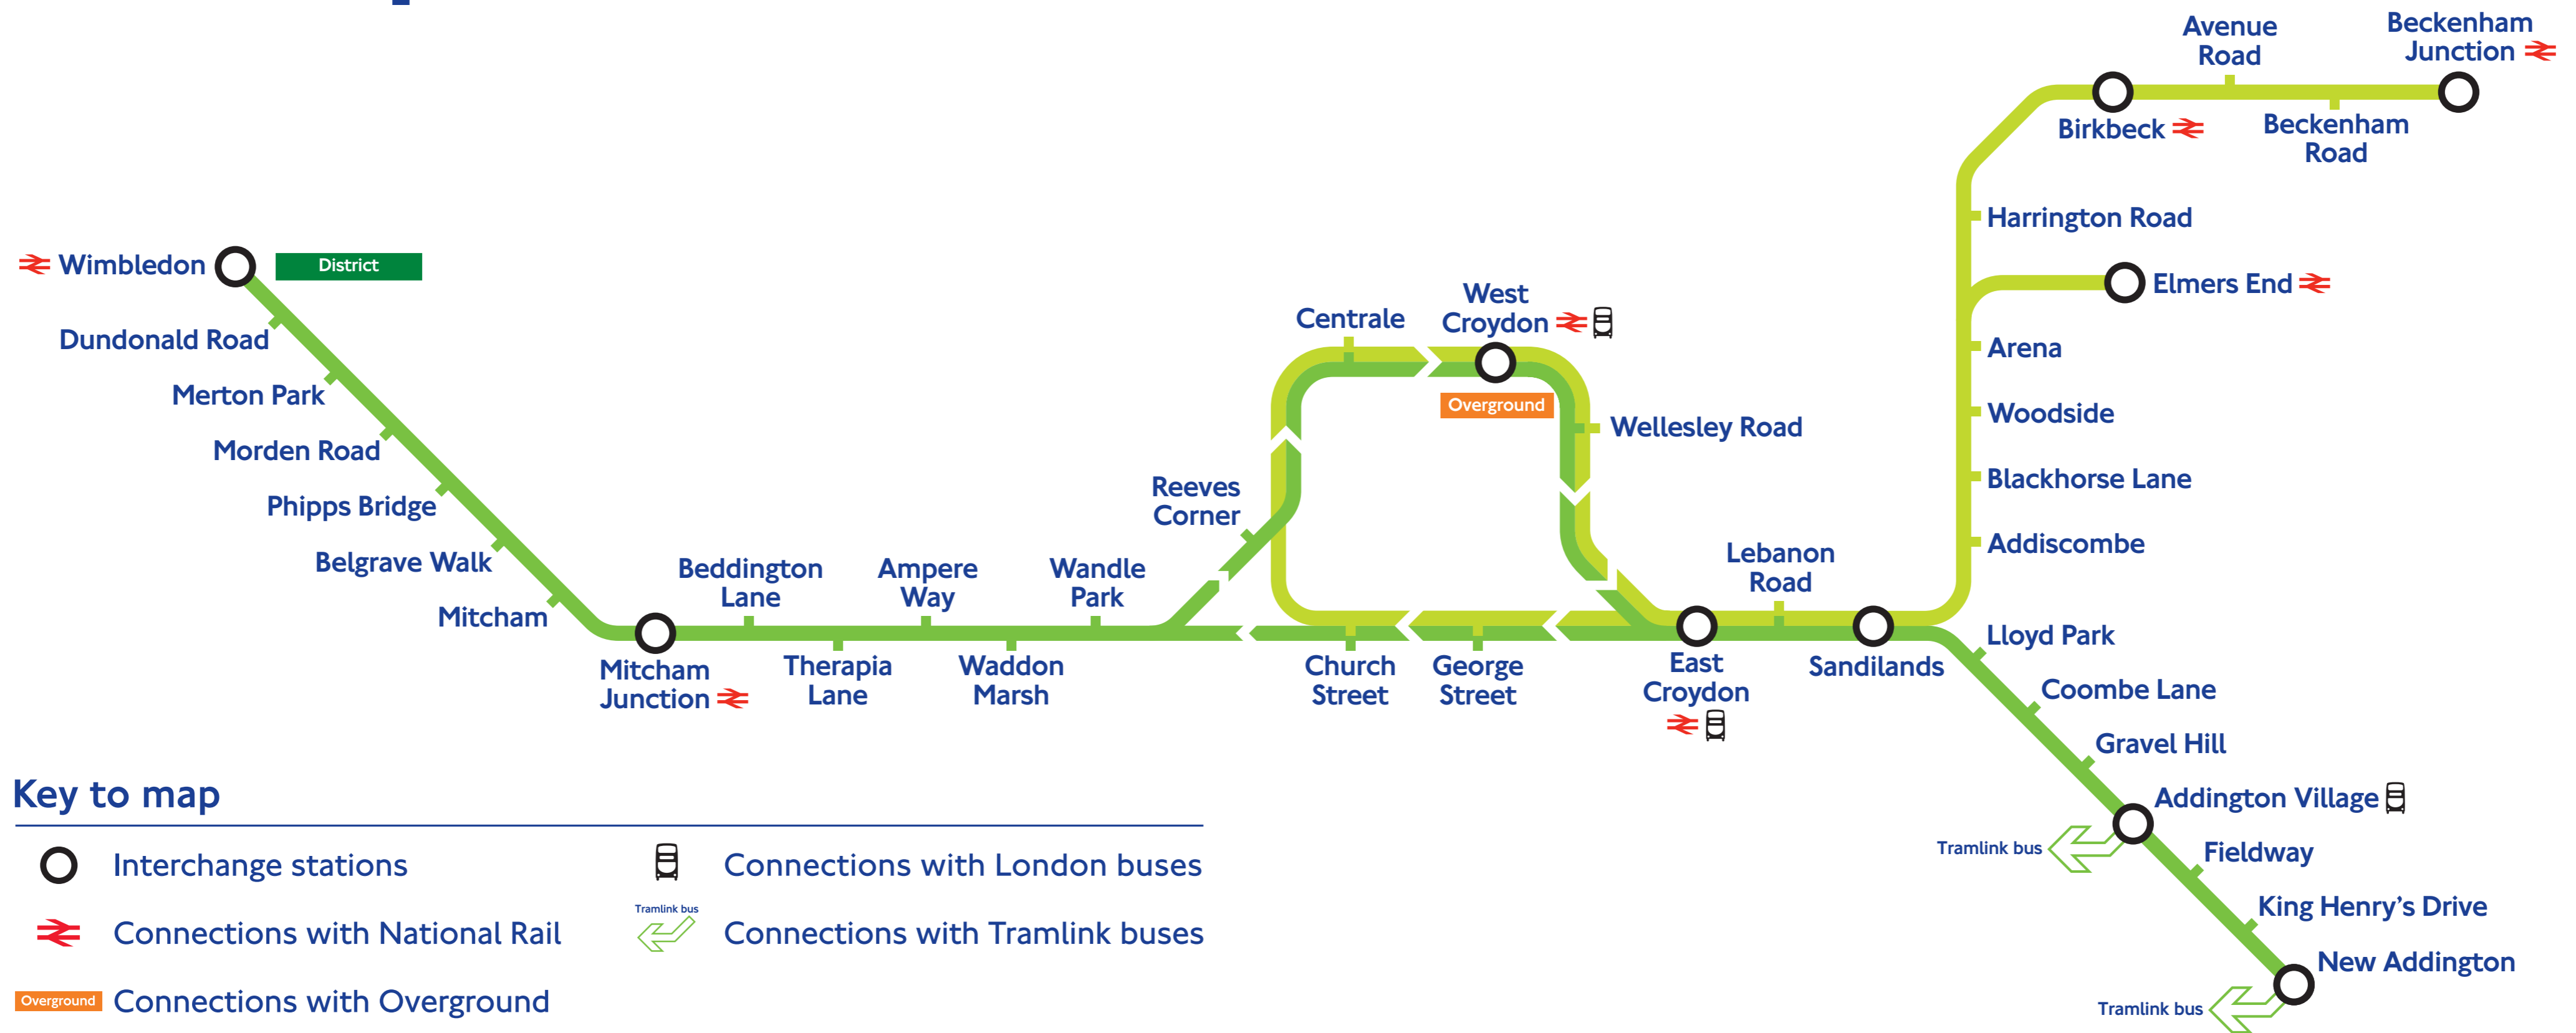 Avenue
Road
Beckenham
Junction
Birkbeck
Beckenham
Road
Harrington Road
Wimbledon
District
Elmers End
Dundonald Road
Merton Park
Morden Road
Phipps Bridge
Belgrave Walk
Mitcham
Mitcham
Junction
Beddington
Lane
Therapia
Lane
Ampere
Way
Waddon
Marsh
Wandle
Park
Reeves
Corner
Centrale
West
Croydon
Overground
Wellesley Road
Church
Street
George
Street
East
Croydon
Lebanon
Road
Sandilands
Arena
Woodside
Blackhorse Lane
Addiscombe
Lloyd Park
Coombe Lane
Gravel Hill
Addington Village
Tramlink bus
Fieldway
King Henry's Drive
New Addington
Tramlink bus
Key to map
Interchange stations
Connections with National Rail
Overground
Connections with Overground
Connections with London buses
Tramlink bus
Connections with Tramlink buses